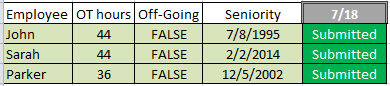 Employee OT hours Off-Going Seniority 7/18
John 44 FALSE 7/8/1995 Submitted
Sarah 44 FALSE 2/2/2014 Submitted
Parker 36 FALSE 12/5/2002 Submitted